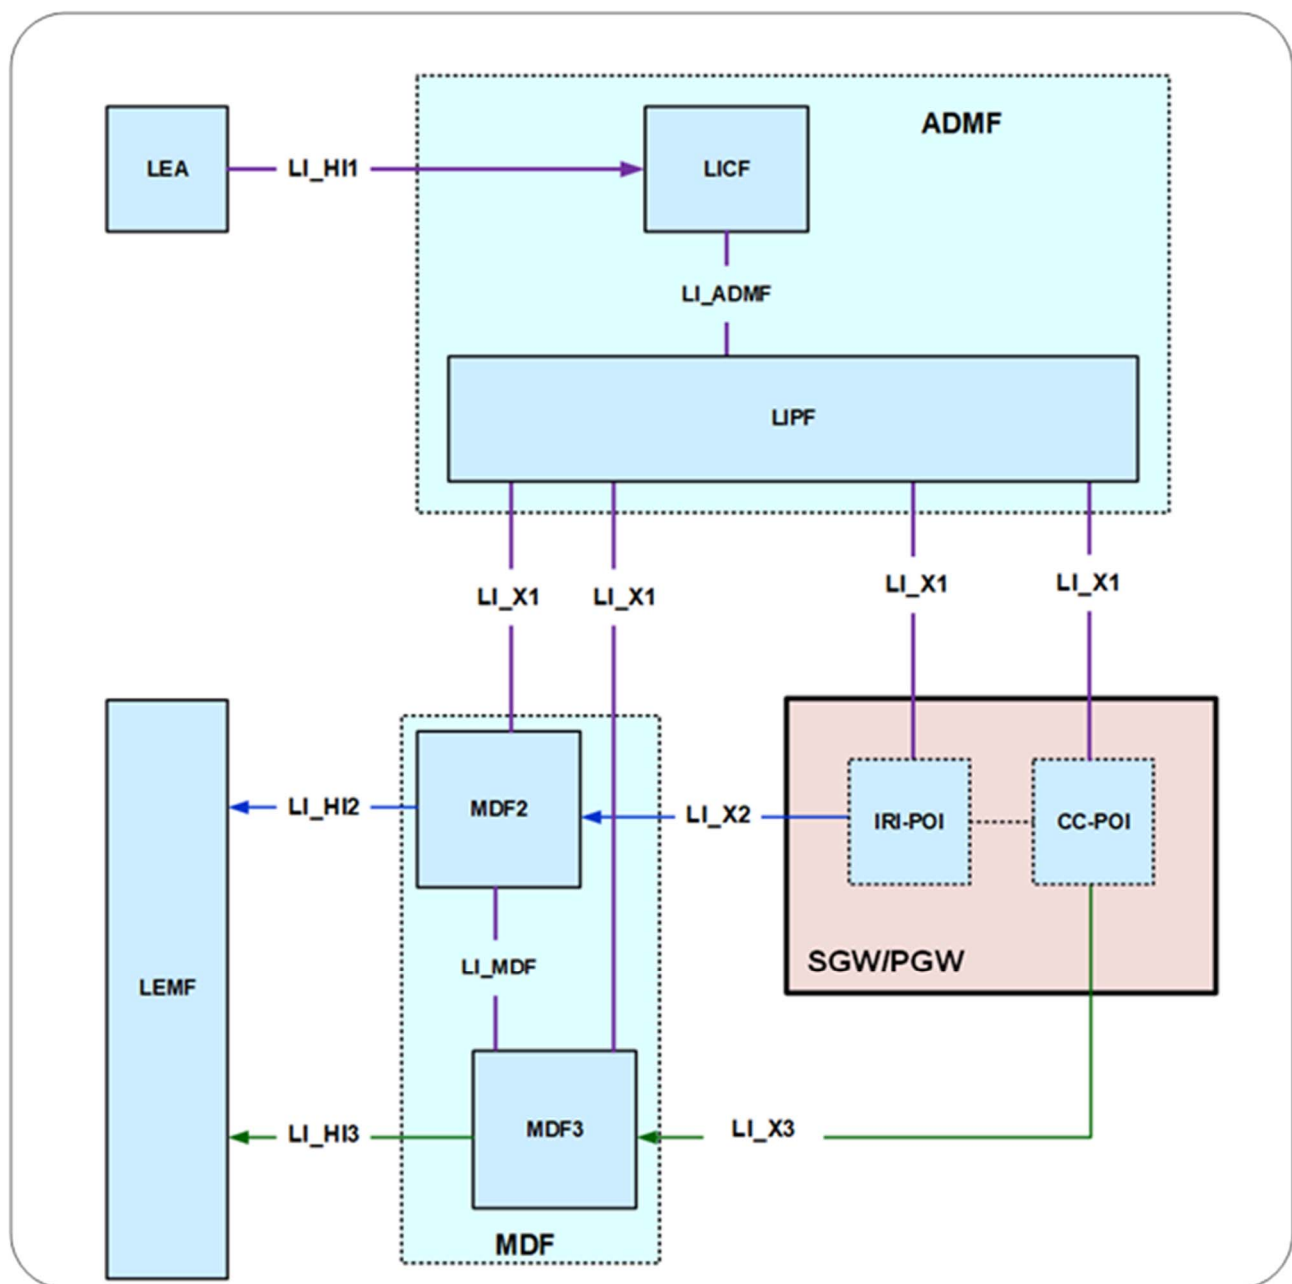 ADMF
LEA
LI_HI1
LICF
LI_ADMF
LIPF
LI_X1
LI_X1
LI_X1
LI_X1
LI_HI2
MDF2
LI_X2
IRI-POI
CC-POI
LI_MDF
SGW/PGW
LEMF
LI_HI3
MDF3
LI_X3
MDF